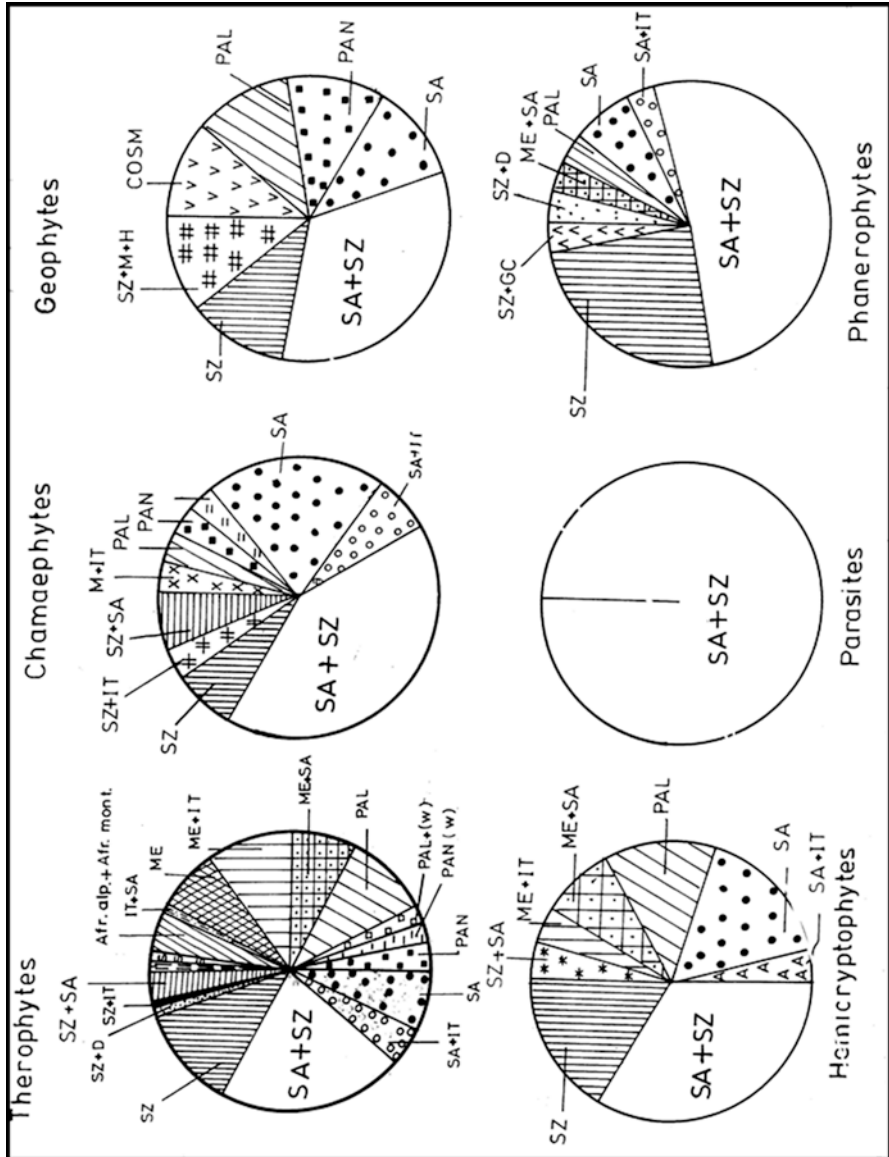 Therophytes
SZ
SZ+D
SZ+IT
SZ+SA
Afr. alp.+Afr. mont.
IT+SA
ME
ME+IT
ME+SA
PAL
PAL+(w)
PAN(w)
PAN
SA
SA+IT
SA+SZ
Chamaephytes
SZ
SZ+IT
SZ+SA
M+IT
PAL
PAN
SA
SA+IT
SA+SZ
Geophytes
SZ
SZ+M+H
COSM
PAL
PAN
SA
SA+SZ
SZ
SZ+SA
ME+IT
ME+SA
PAL
SA
SA+IT
SA+SZ
Hemicryptophytes
SA+SZ
Parasites
SZ
SZ+GC
SZ+D
ME+SA
PAL
SA
SA+IT
SA+SZ
Phanerophytes